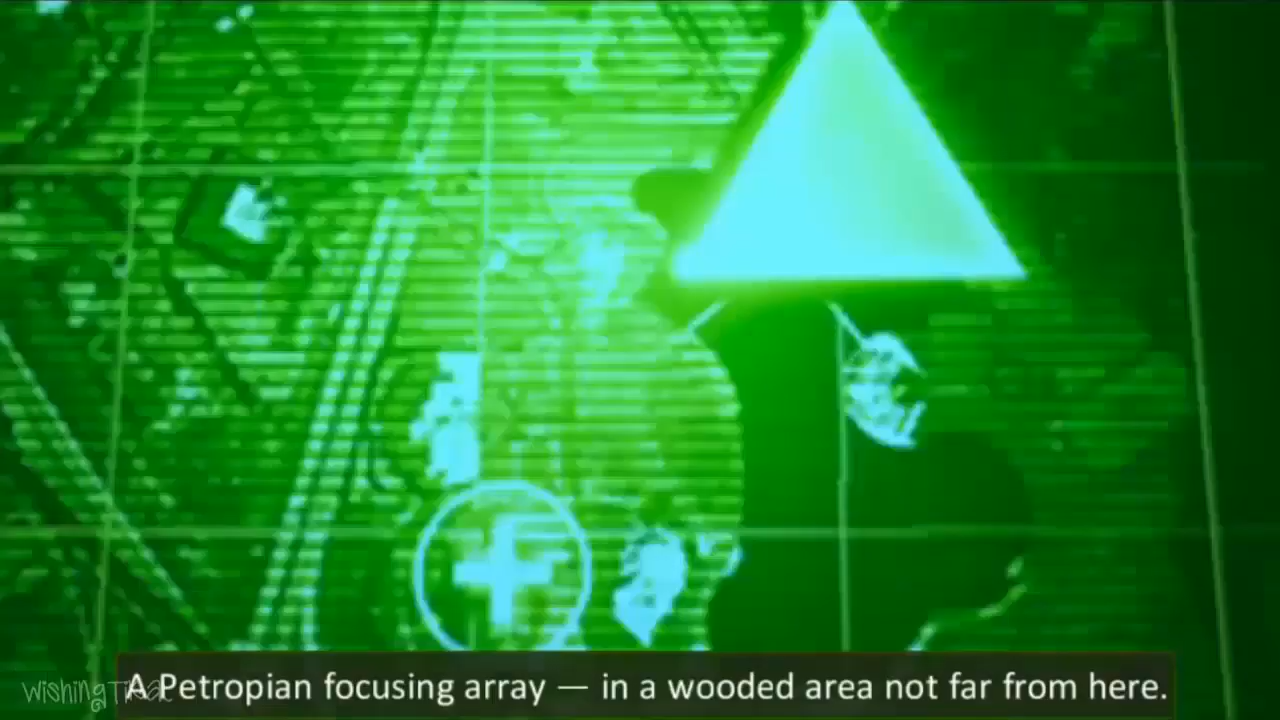 A Petropian focusing array — in a wooded area not far from here.